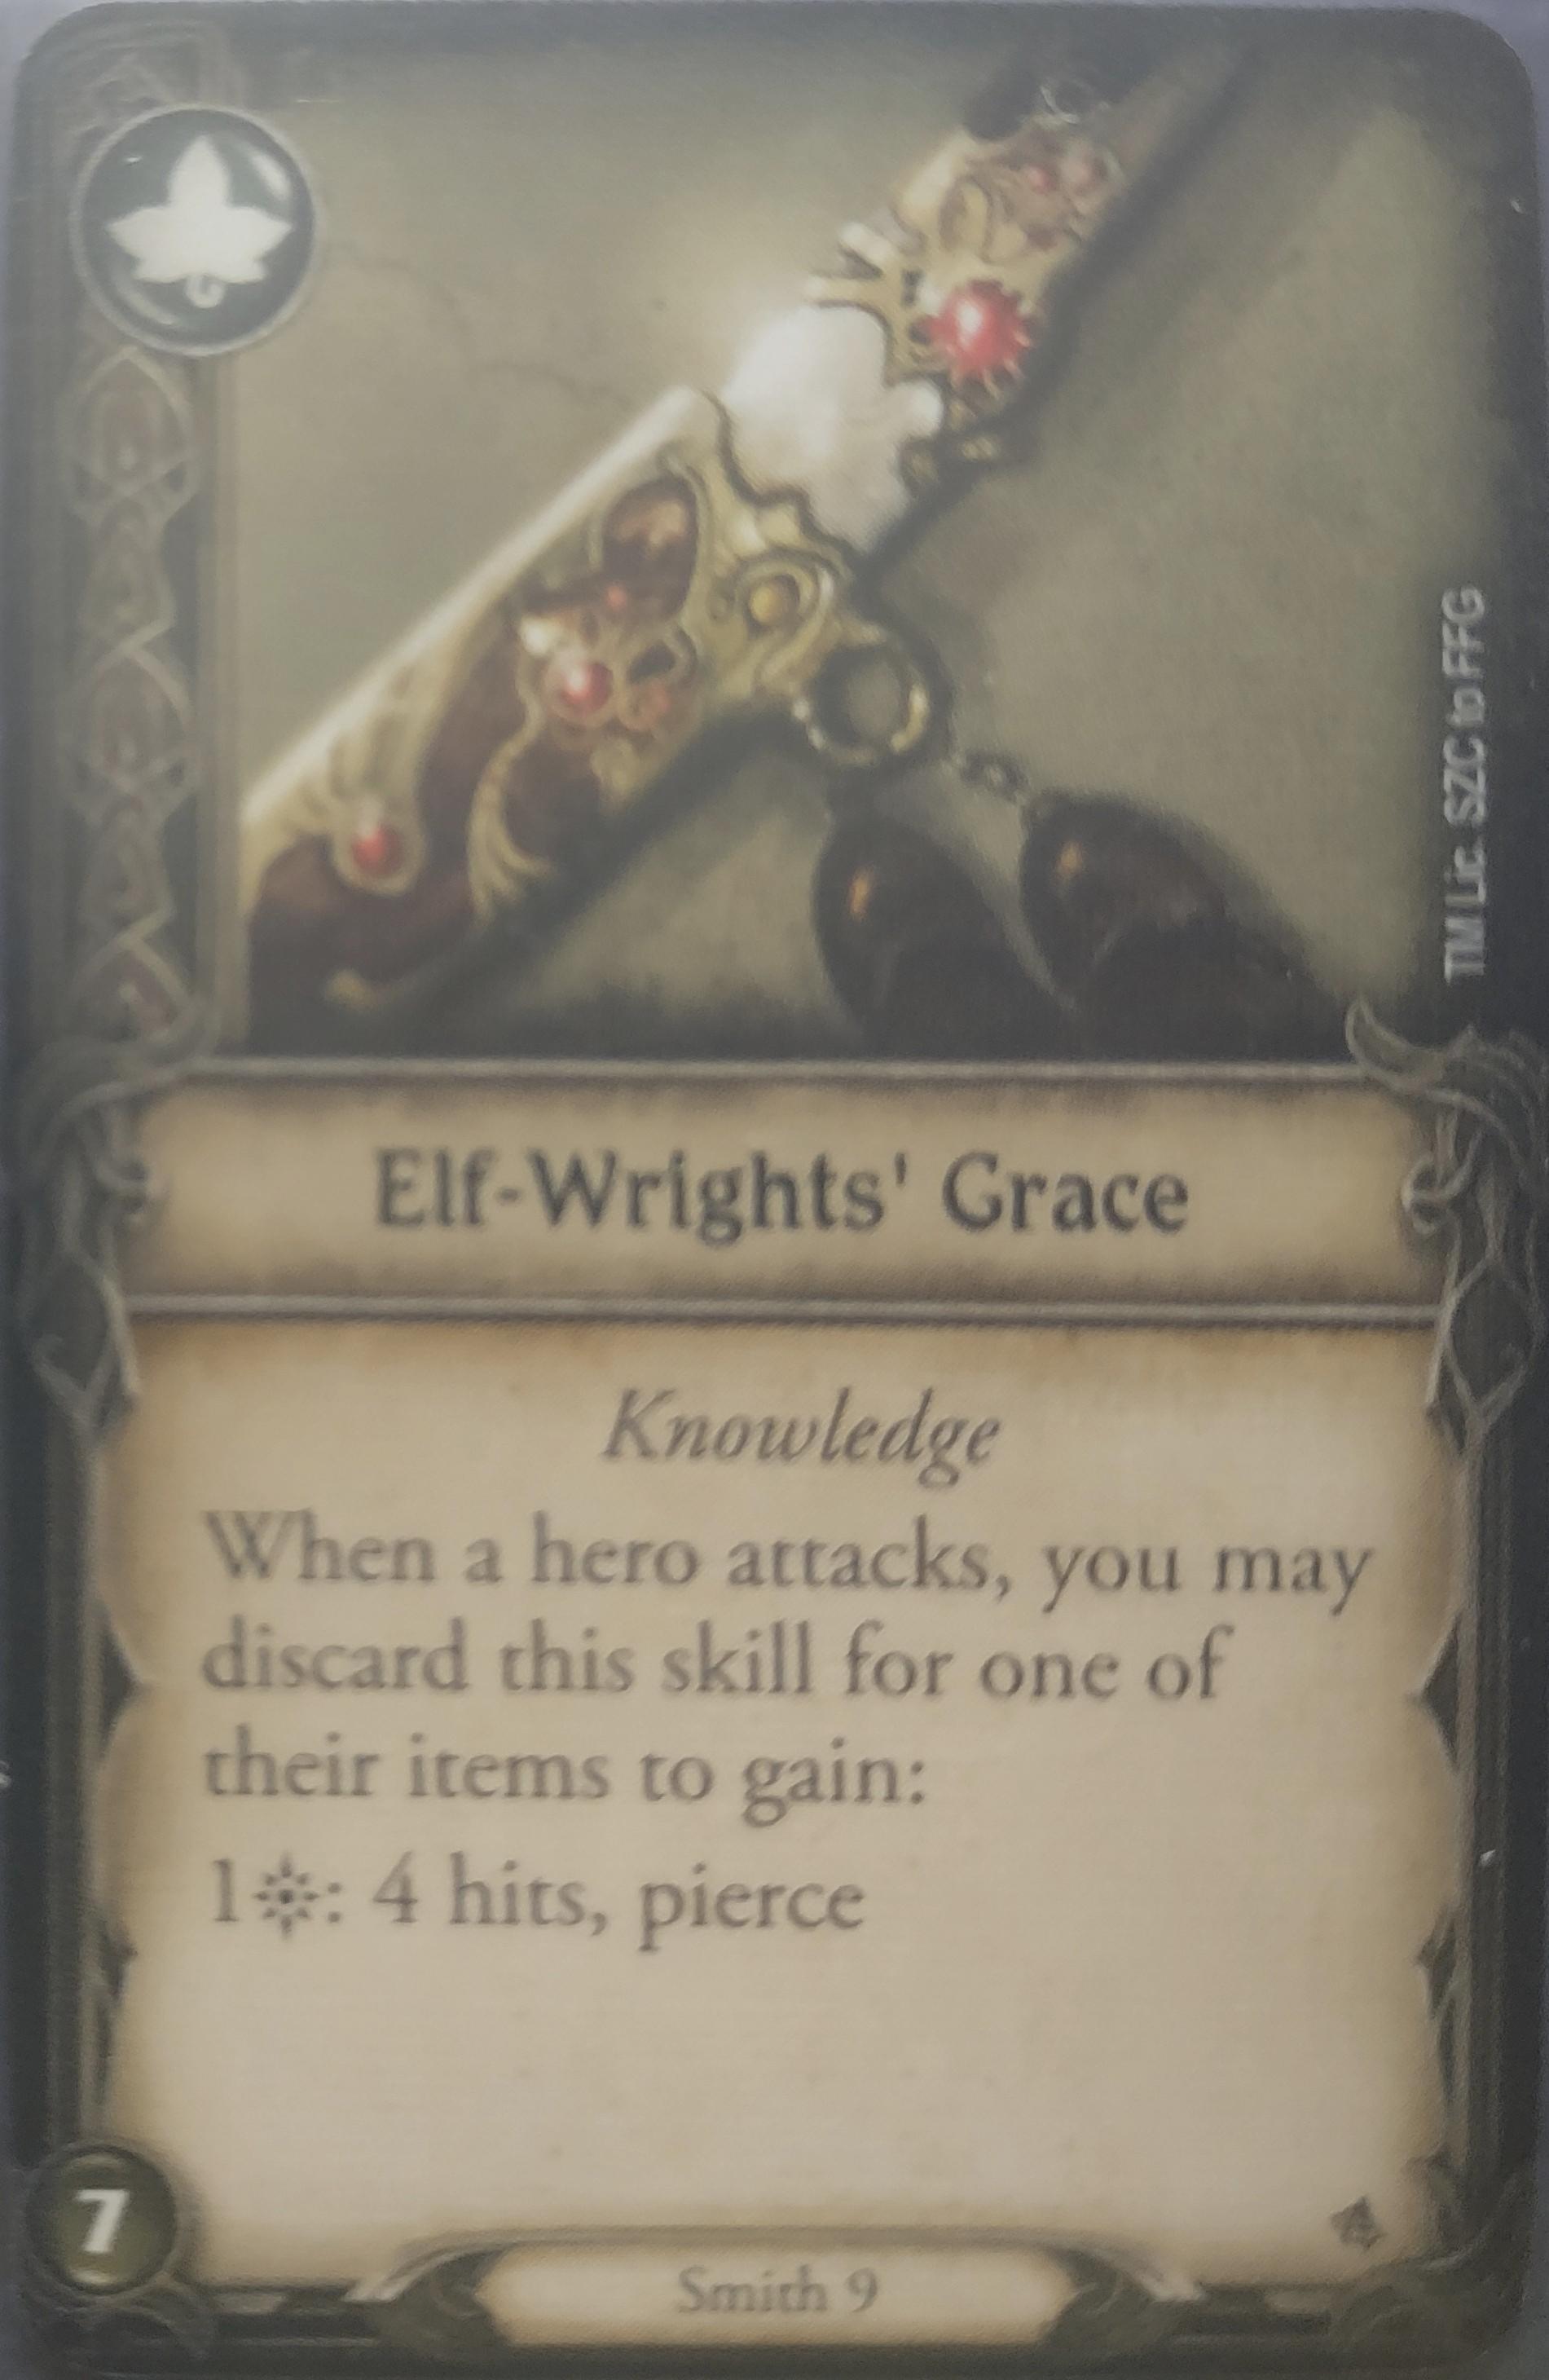 TM Lic. SZC to FFG
Elf-Wrights' Grace
Knowledge
When a hero attacks, you may
discard this skill for one of
their items to gain:
1☀: 4 hits, pierce
7
Smith 9